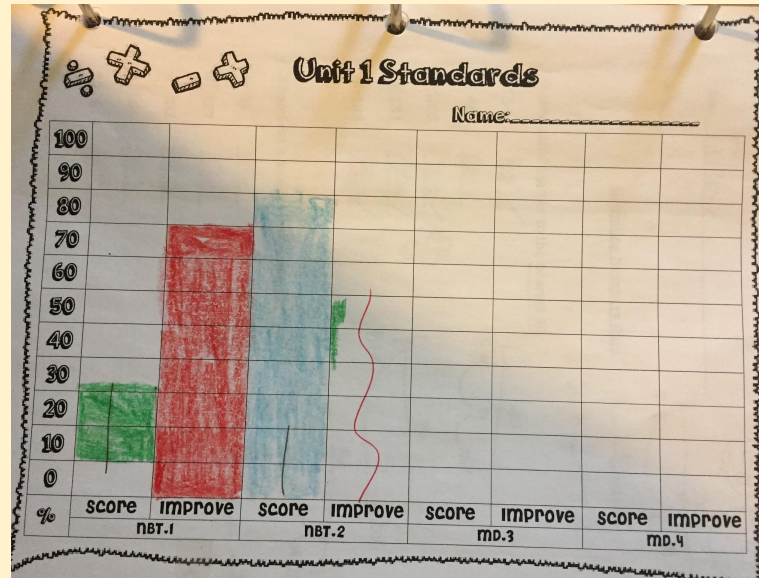 Unit 1 Standards
Name:
100
90
80
70
60
50
40
30
20
10
0
% score improve score improve score improve score improve
NBT.1 NBT.2 MD.3 MD.4